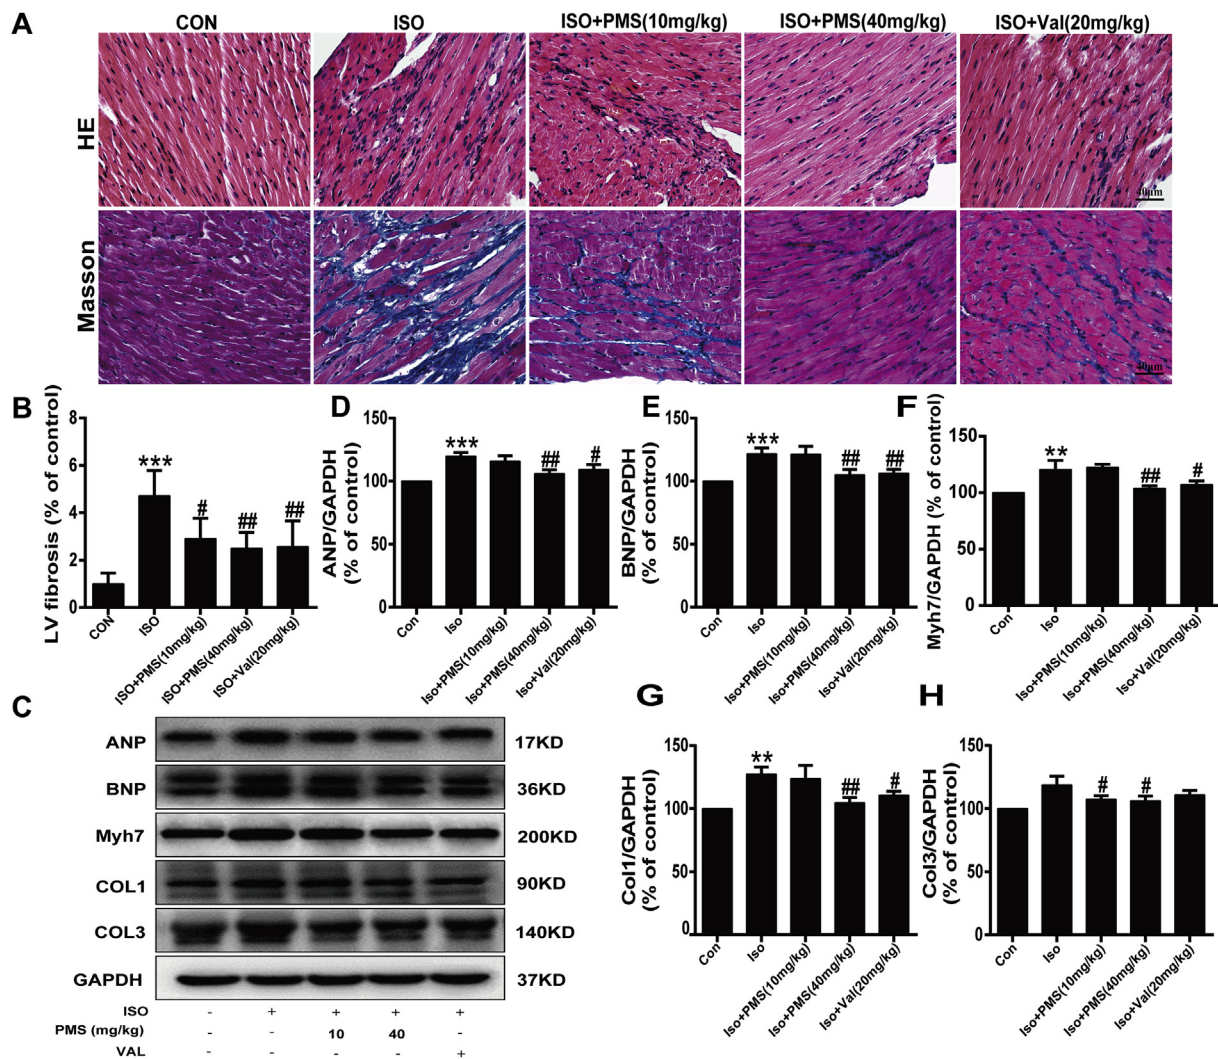 A
CON
ISO
ISO+PMS(10mg/kg)
ISO+PMS(40mg/kg)
ISO+Val(20mg/kg)
HE
40μm
Masson
40μm
B
LV fibrosis (% of control)
8
6
4
2
0
***
#
##
##
CON
ISO
ISO+PMS(10mg/kg)
ISO+PMS(40mg/kg)
ISO+Val(20mg/kg)
D
ANP/GAPDH
(% of control)
150
100
50
0
***
##
#
Con
Iso
Iso+PMS(10mg/kg)
Iso+PMS(40mg/kg)
Iso+Val(20mg/kg)
E
BNP/GAPDH
(% of control)
150
100
50
0
***
##
##
Con
Iso
Iso+PMS(10mg/kg)
Iso+PMS(40mg/kg)
Iso+Val(20mg/kg)
F
Myh7/GAPDH (% of control)
150
100
50
0
**
##
#
Con
Iso
Iso+PMS(10mg/kg)
Iso+PMS(40mg/kg)
Iso+Val(20mg/kg)
C
ANP 17KD
BNP 36KD
Myh7 200KD
COL1 90KD
COL3 140KD
GAPDH 37KD
ISO - + + + +
PMS (mg/kg) - - 10 40 -
VAL - - - - +
G
Col1/GAPDH
(% of control)
150
100
50
0
**
##
#
Con
Iso
Iso+PMS(10mg/kg)
Iso+PMS(40mg/kg)
Iso+Val(20mg/kg)
H
Col3/GAPDH
(% of control)
150
100
50
0
#
#
Con
Iso
Iso+PMS(10mg/kg)
Iso+PMS(40mg/kg)
Iso+Val(20mg/kg)